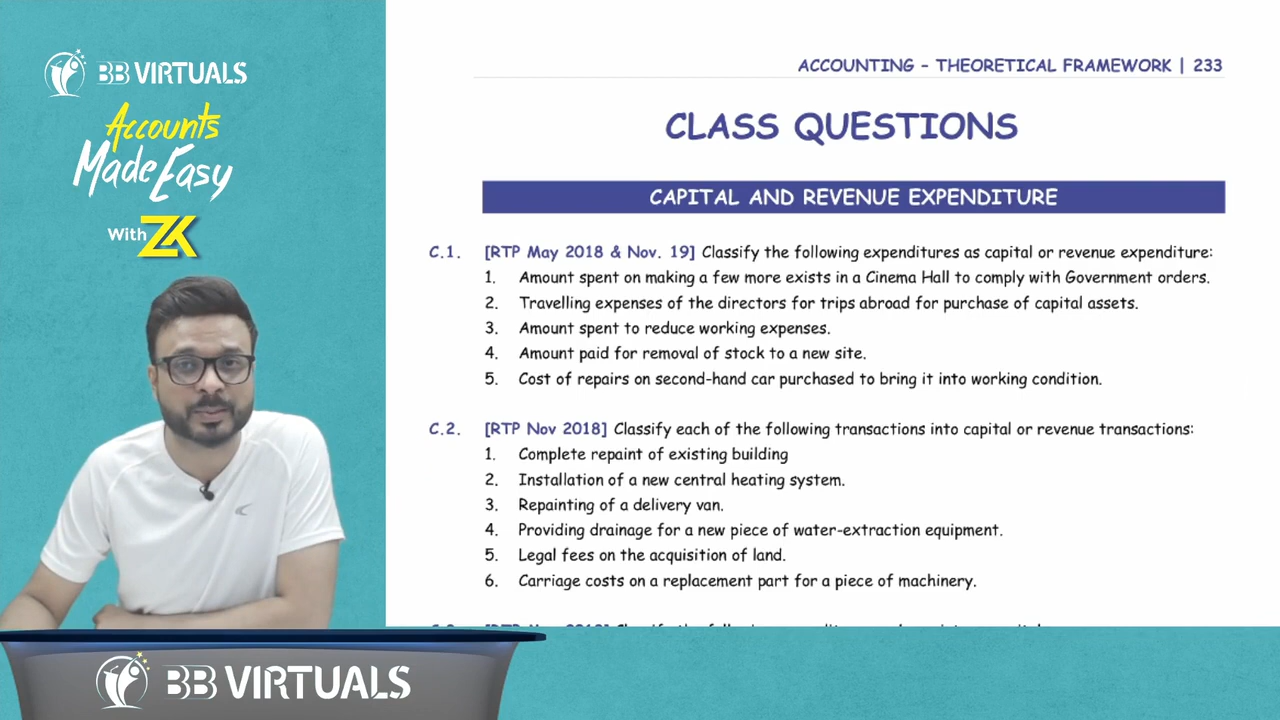 BB VIRTUALS
Accounts
Made Easy
With ZK
ACCOUNTING – THEORETICAL FRAMEWORK | 233
CLASS QUESTIONS
CAPITAL AND REVENUE EXPENDITURE
C.1. [RTP May 2018 & Nov. 19] Classify the following expenditures as capital or revenue expenditure:
1. Amount spent on making a few more exists in a Cinema Hall to comply with Government orders.
2. Travelling expenses of the directors for trips abroad for purchase of capital assets.
3. Amount spent to reduce working expenses.
4. Amount paid for removal of stock to a new site.
5. Cost of repairs on second-hand car purchased to bring it into working condition.
C.2. [RTP Nov 2018] Classify each of the following transactions into capital or revenue transactions:
1. Complete repaint of existing building
2. Installation of a new central heating system.
3. Repainting of a delivery van.
4. Providing drainage for a new piece of water-extraction equipment.
5. Legal fees on the acquisition of land.
6. Carriage costs on a replacement part for a piece of machinery.
BB VIRTUALS